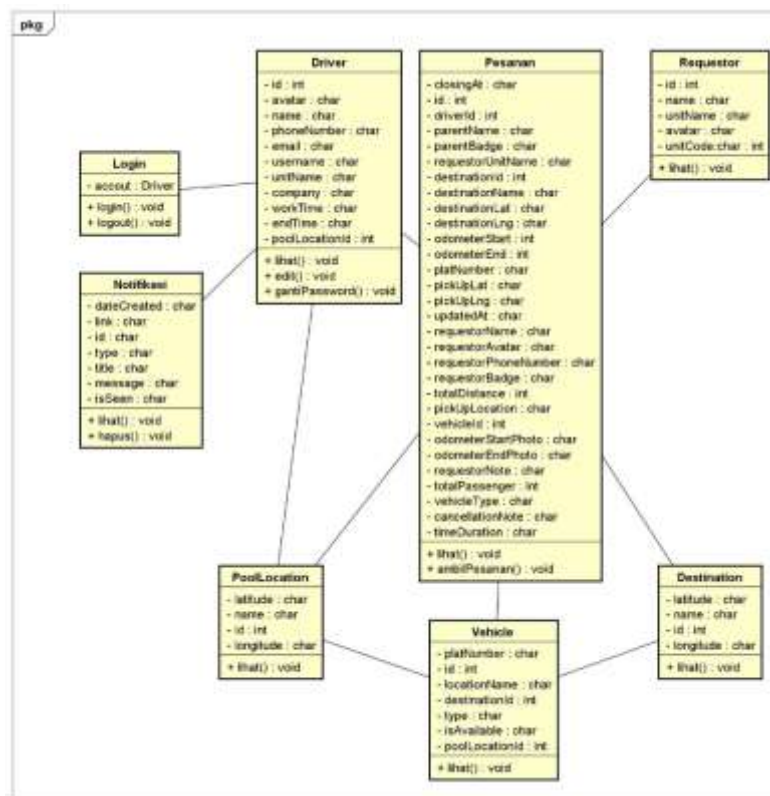 pkg
Driver
- id : int
- avatar : char
- name : char
- phoneNumber : char
- email : char
- username : char
- unitName : char
- company : char
- workTime : char
- endTime : char
- poolLocationId : int
+ lihat() : void
+ edit() : void
+ gantiPassword() : void
Pesanan
- closingAt : char
- id : int
- driverId : int
- parentName : char
- parentBadge : char
- requestorUnitName : char
- destinationId : int
- destinationName : char
- destinationLat : char
- destinationLng : char
- odometerStart : int
- odometerEnd : int
- platNumber : char
- pickUpLat : char
- pickUpLng : char
- updatedAt : char
- requestorName : char
- requestorAvatar : char
- requestorPhoneNumber : char
- requestorBadge : char
- totalDistance : int
- pickUpLocation : char
- vehicleId : int
- odometerStartPhoto : char
- odometerEndPhoto : char
- requestorNote : char
- totalPassenger : int
- vehicleType : char
- cancellationNote : char
- timeDuration : char
+ lihat() : void
+ ambilPesanan() : void
Requestor
- id : int
- name : char
- unitName : char
- avatar : char
- unitCode:char : int
+ lihat() : void
Login
- accout : Driver
+ login() : void
+ logout() : void
Notifikasi
- dateCreated : char
- link : char
- id : char
- type : char
- title : char
- message : char
- isSeen : char
+ lihat() : void
+ hapus() : void
PoolLocation
- latitude : char
- name : char
- id : int
- longitude : char
+ lihat() : void
Vehicle
- platNumber : char
- id : int
- locationName : char
- destinationId : int
- type : char
- isAvailable : char
- poolLocationId : int
+ lihat() : void
Destination
- latitude : char
- name : char
- id : int
- longitude : char
+ lihat() : void